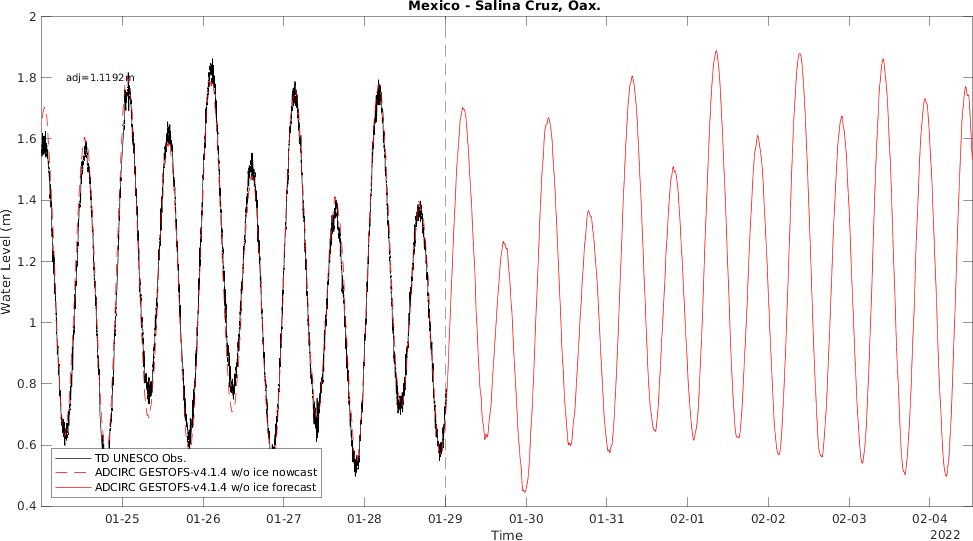 Mexico - Salina Cruz, Oax.
2
1.8
1.6
1.4
1.2
1
0.8
0.6
0.4
Water Level (m)
adj=1.1192m
TD UNESCO Obs.
ADCIRC GESTOFS-v4.1.4 w/o ice nowcast
ADCIRC GESTOFS-v4.1.4 w/o ice forecast
01-25 01-26 01-27 01-28 01-29 01-30 01-31 02-01 02-02 02-03 02-04
Time
2022